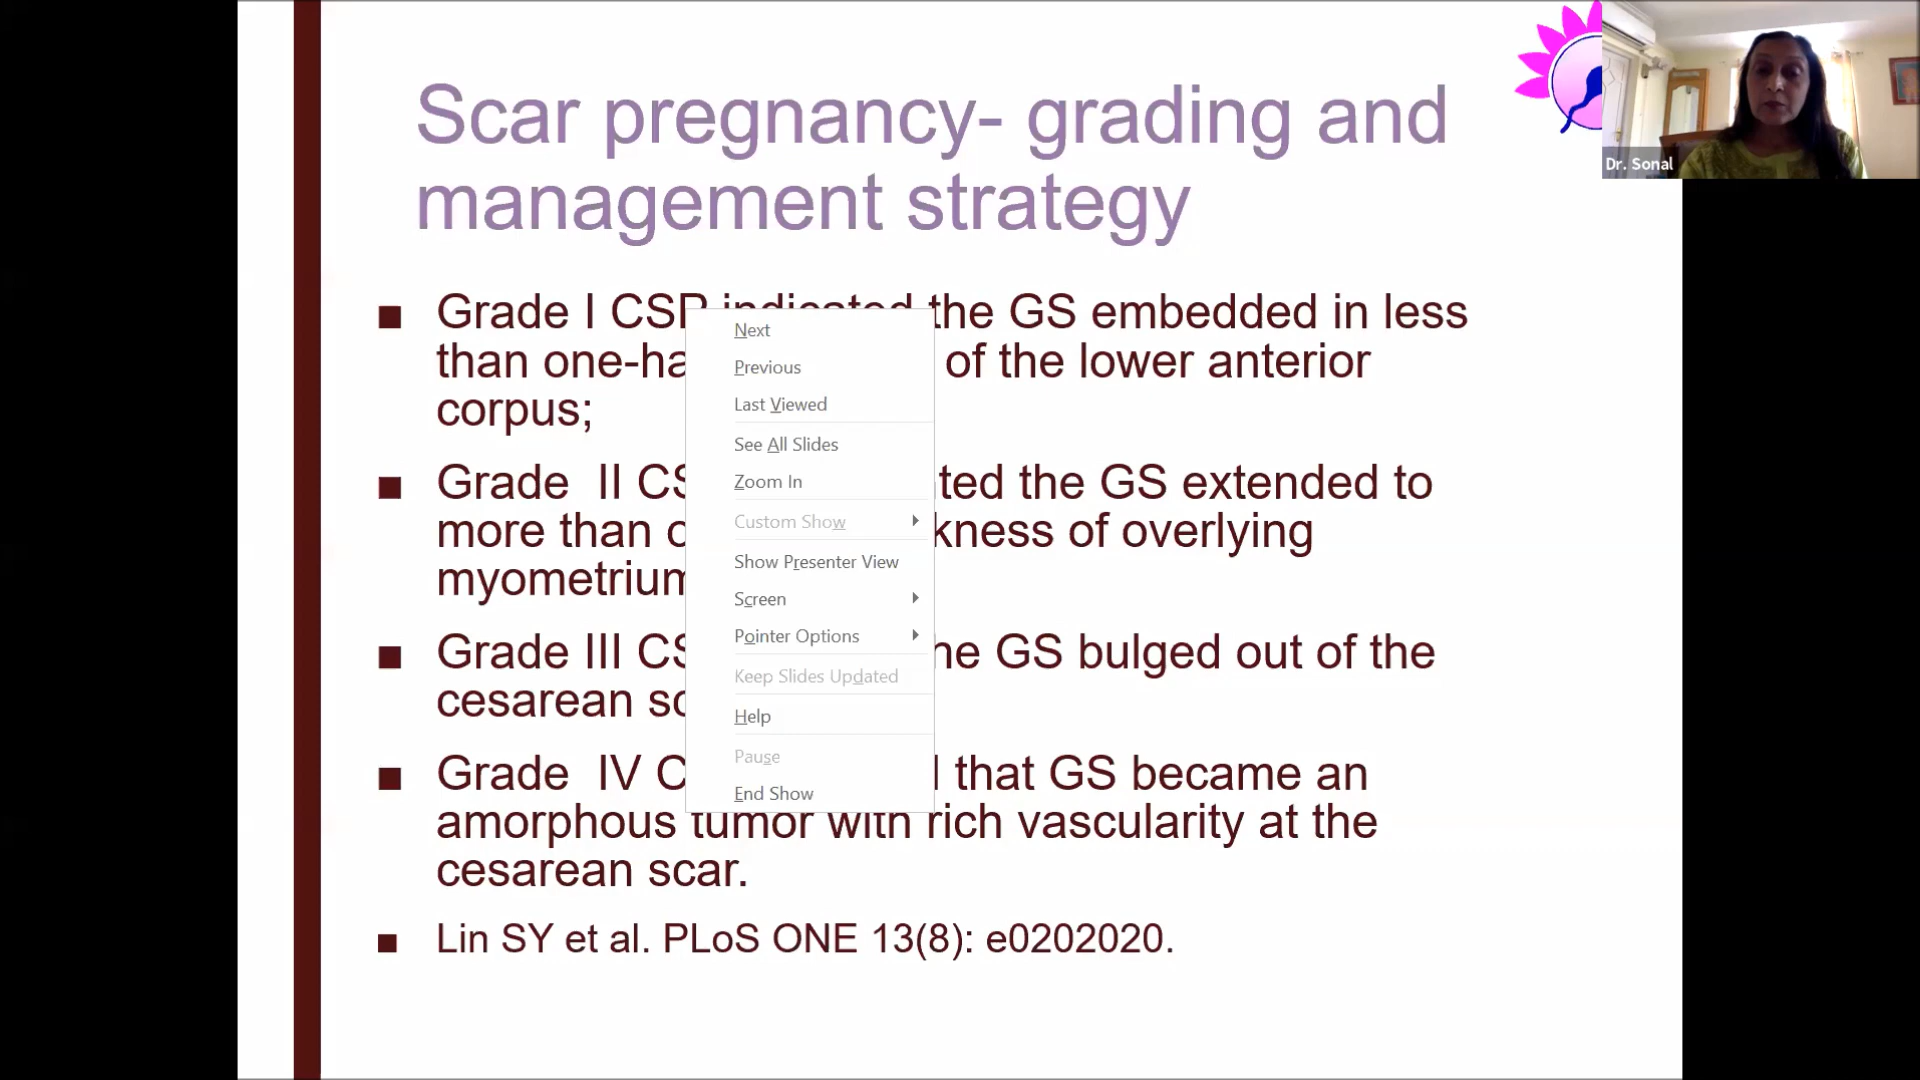 Scar pregnancy- grading and
management strategy
Dr. Sonal
■ Grade I CSP indicated the GS embedded in less
than one-ha of the lower anterior
corpus;
■ Grade II CS ted the GS extended to
more than kness of overlying
myometrium
■ Grade III CS he GS bulged out of the
cesarean sc
■ Grade IV C that GS became an
amorphous tumor with rich vascularity at the
cesarean scar.
■ Lin SY et al. PLoS ONE 13(8): e0202020.
Next
Previous
Last Viewed
See All Slides
Zoom In
Custom Show
Show Presenter View
Screen
Pointer Options
Keep Slides Updated
Help
Pause
End Show